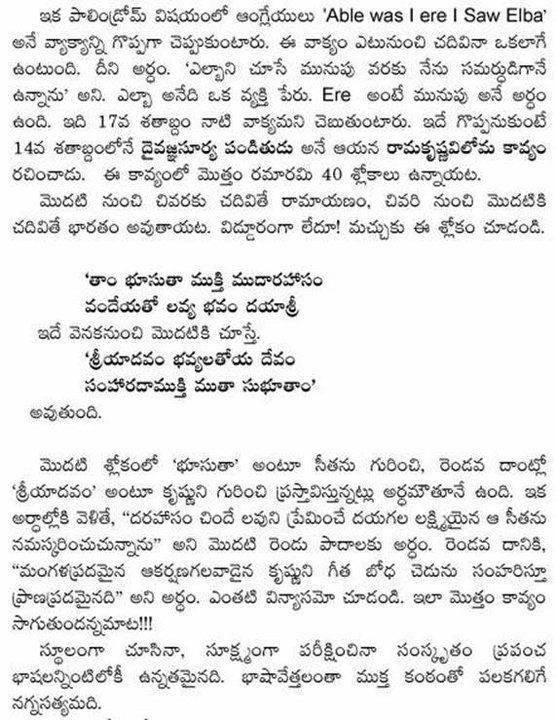 ఇక పాలిండ్రోమ్ విషయంలో ఆంగ్లేయులు 'Able was I ere I Saw Elba'
అనే వ్యాక్యాన్ని గొప్పగా చెప్పుకుంటారు. ఈ వాక్యం ఎటునుంచి చదివినా ఒకలాగే
ఉంటుంది. దీని అర్ధం. ‘ఎల్బాని చూసే మునుపు వరకు నేను సమర్ధుడిగానే
ఉన్నాను’ అని. ఎల్బా అనేది ఒక వ్యక్తి పేరు. Ere అంటే మునుపు అనే అర్ధం
ఉంది. ఇది 17వ శతాబ్దం నాటి వాక్యమని చెబుతుంటారు. ఇదే గొప్పనుకుంటే
14వ శతాబ్దంలోనే దైవజ్ఞసూర్య పండితుడు అనే ఆయన రామకృష్ణవిలోమ కావ్యం
రచించాడు. ఈ కావ్యంలో మొత్తం రమారమి 40 శ్లోకాలు ఉన్నాయట.
మొదటి నుంచి చివరకు చదివితే రామాయణం, చివరి నుంచి మొదటికి
చదివితే భారతం అవుతాయట. విడ్డూరంగా లేదూ! మచ్చుకు ఈ శ్లోకం చూడండి.
‘తాం భూసుతా ముక్తి ముదారహాసం
వందేయతో లవ్య భవం దయాశ్రీ
ఇదే వెనకనుంచి మొదటికి చూస్తే.
‘శ్రీయాదవం భవ్యలతోయ దేవం
సంహారదాముక్తి ముతా సుభూతాం’
అవుతుంది.
మొదటి శ్లోకంలో ‘భూసుతా’ అంటూ సీతను గురించి, రెండవ దాంట్లో
‘శ్రీయాదవం’ అంటూ కృష్ణుని గురించి ప్రస్తావిస్తున్నట్లు అర్ధమౌతూనే ఉంది. ఇక
అర్ధాల్లోకి వెళితే, “దరహాసం చిందే లవుని ప్రేమించే దయగల లక్ష్మియైన ఆ సీతను
నమస్కరించుచున్నాను” అని మొదటి రెండు పాదాలకు అర్ధం. రెండవ దానికి,
“మంగళప్రదమైన ఆకర్షణగలవాడైన కృష్ణుని గీత బోధ చెడును సంహరిస్తూ
ప్రాణప్రదమైనది” అని అర్ధం. ఎంతటి విన్యాసమో చూడండి. ఇలా మొత్తం కావ్యం
సాగుతుందన్నమాట!!!
స్థూలంగా చూసినా, సూక్ష్మంగా పరీక్షించినా సంస్కృతం ప్రపంచ
భాషలన్నింటిలోకీ ఉన్నతమైనది. భాషావేత్తలంతా ముక్త కంఠంతో పలకగలిగే
నగ్నసత్యమది.